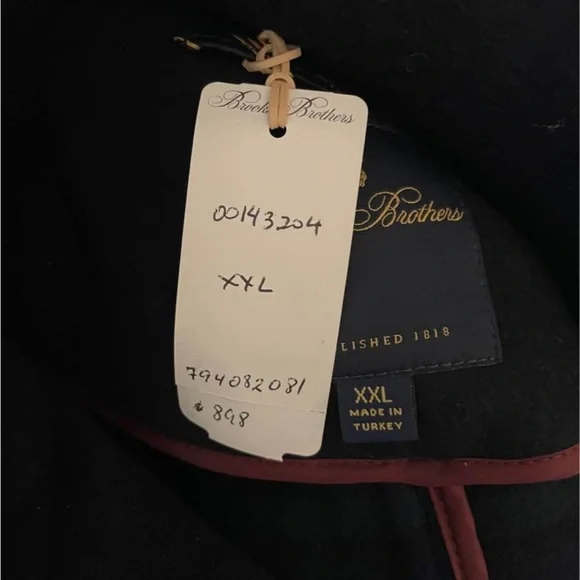 Brooks Brothers
00143204
XXL
794082081
$898
Brothers
LISHED 1818
XXL
MADE IN
TURKEY